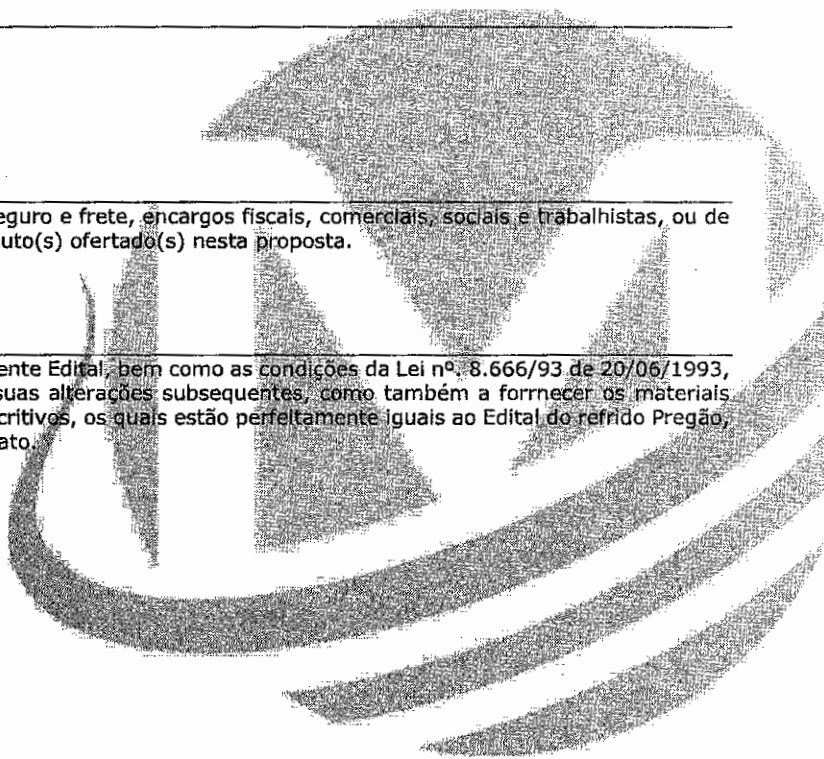 eguro e frete, encargos fiscais, comerciais, sociais e trabalhistas, ou de
uto(s) ofertado(s) nesta proposta.
ente Edital, bem como as condições da Lei nº. 8.666/93 de 20/06/1993,
suas alterações subsequentes, como também a forrnecer os materiais
critivos, os quais estão perfeitamente iguais ao Edital do refrido Pregão,
ato.